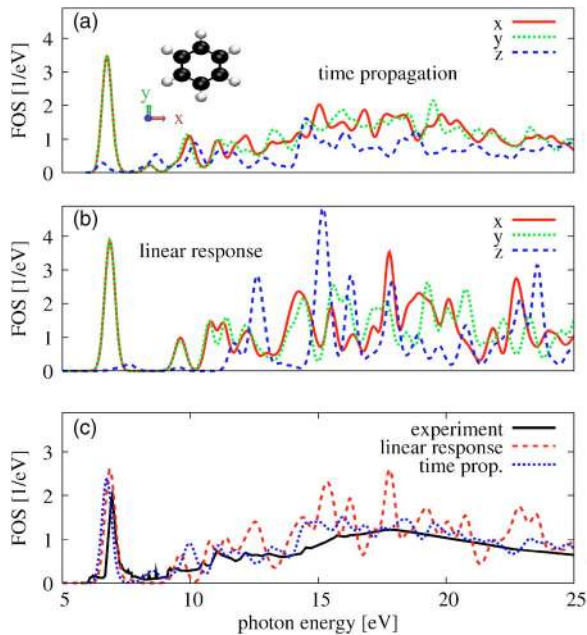 (a)
FOS [1/eV]
4
3
2
1
0
y
x
time propagation
x
y
z
(b)
FOS [1/eV]
4
3
2
1
0
linear response
x
y
z
(c)
FOS [1/eV]
3
2
1
0
experiment
linear response
time prop.
5 10 15 20 25
photon energy [eV]